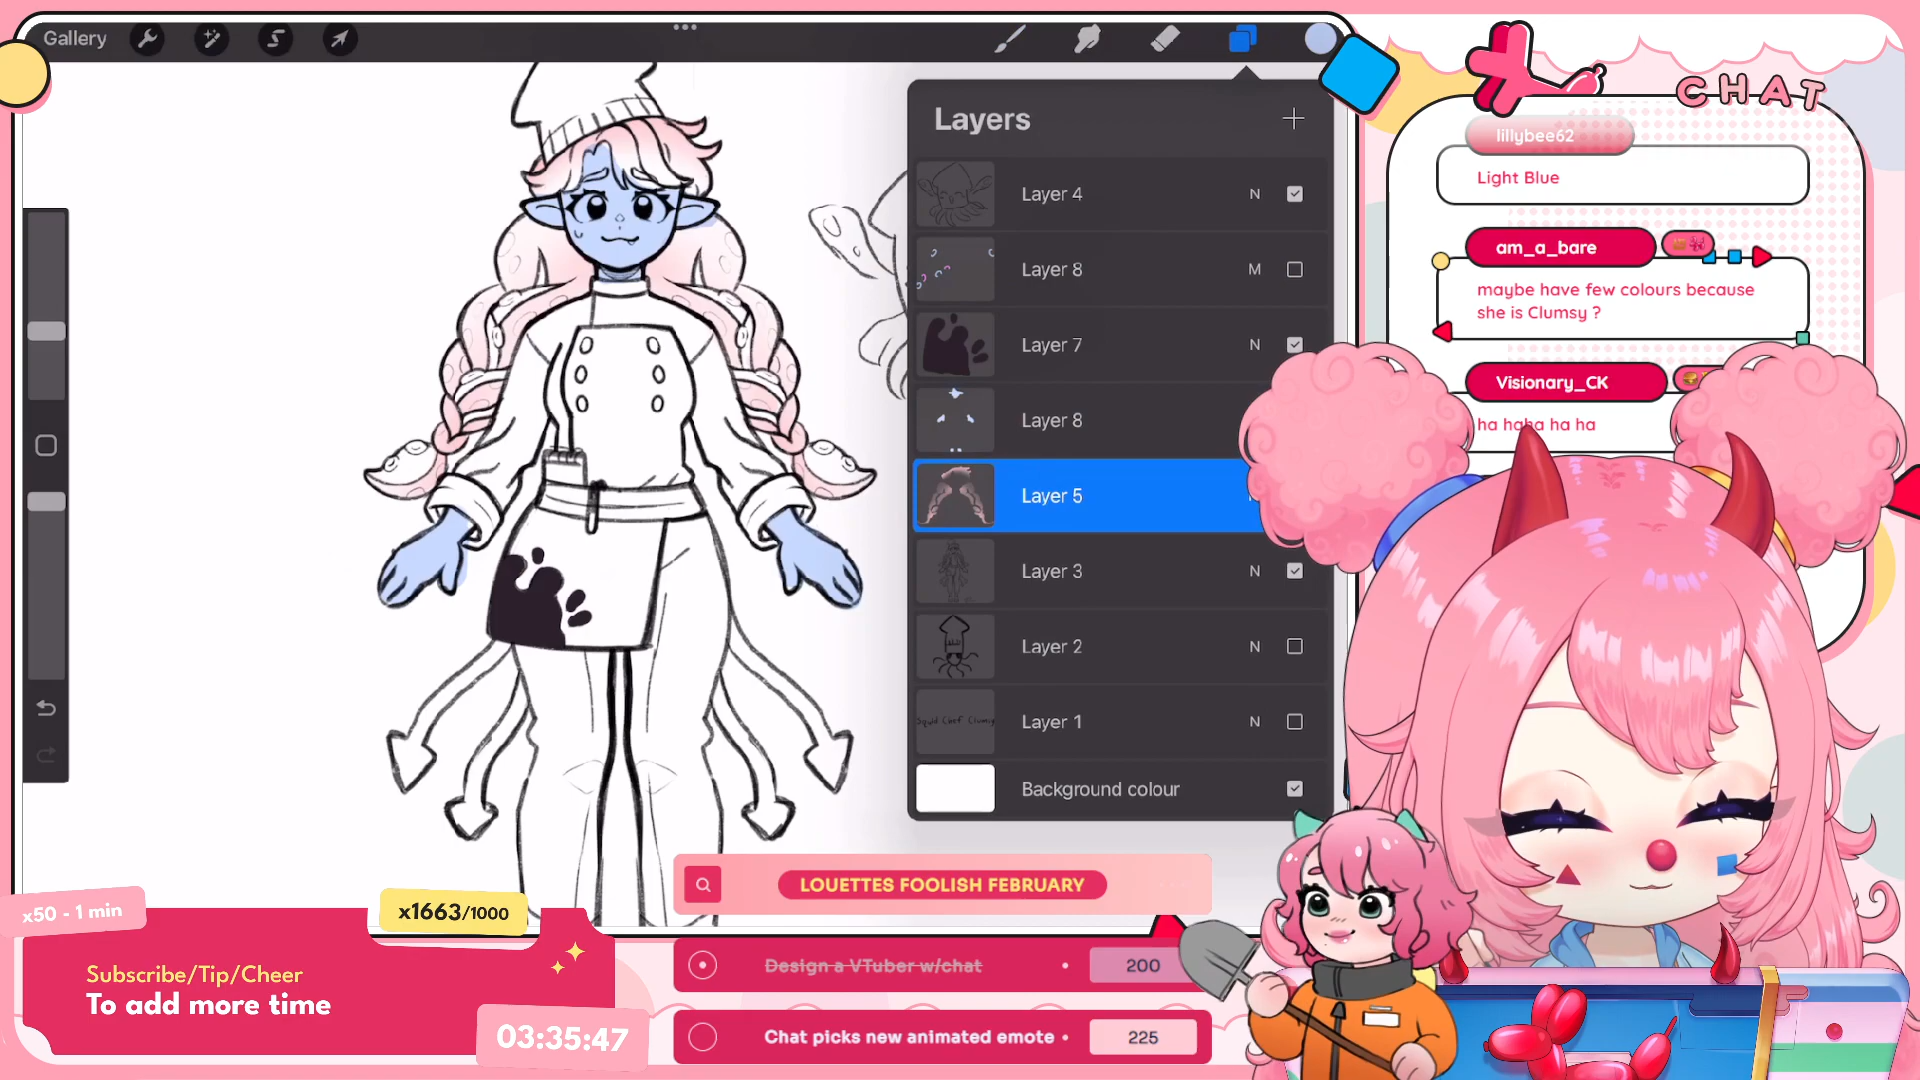 Gallery
Layers
Layer 4 N
Layer 8 M
Layer 7 N
Layer 8
Layer 5
Layer 3 N
Layer 2 N
Squid Chef Clumsy
Layer 1 N
Background colour
CHAT
lillybee62
Light Blue
am_a_bare
maybe have few colours because
she is Clumsy ?
Visionary_CK
ha haha ha ha
x50 - 1 min
x1663/1000
Subscribe/Tip/Cheer
To add more time
03:35:47
LOUETTES FOOLISH FEBRUARY
Design a VTuber w/chat • 200
Chat picks new animated emote • 225